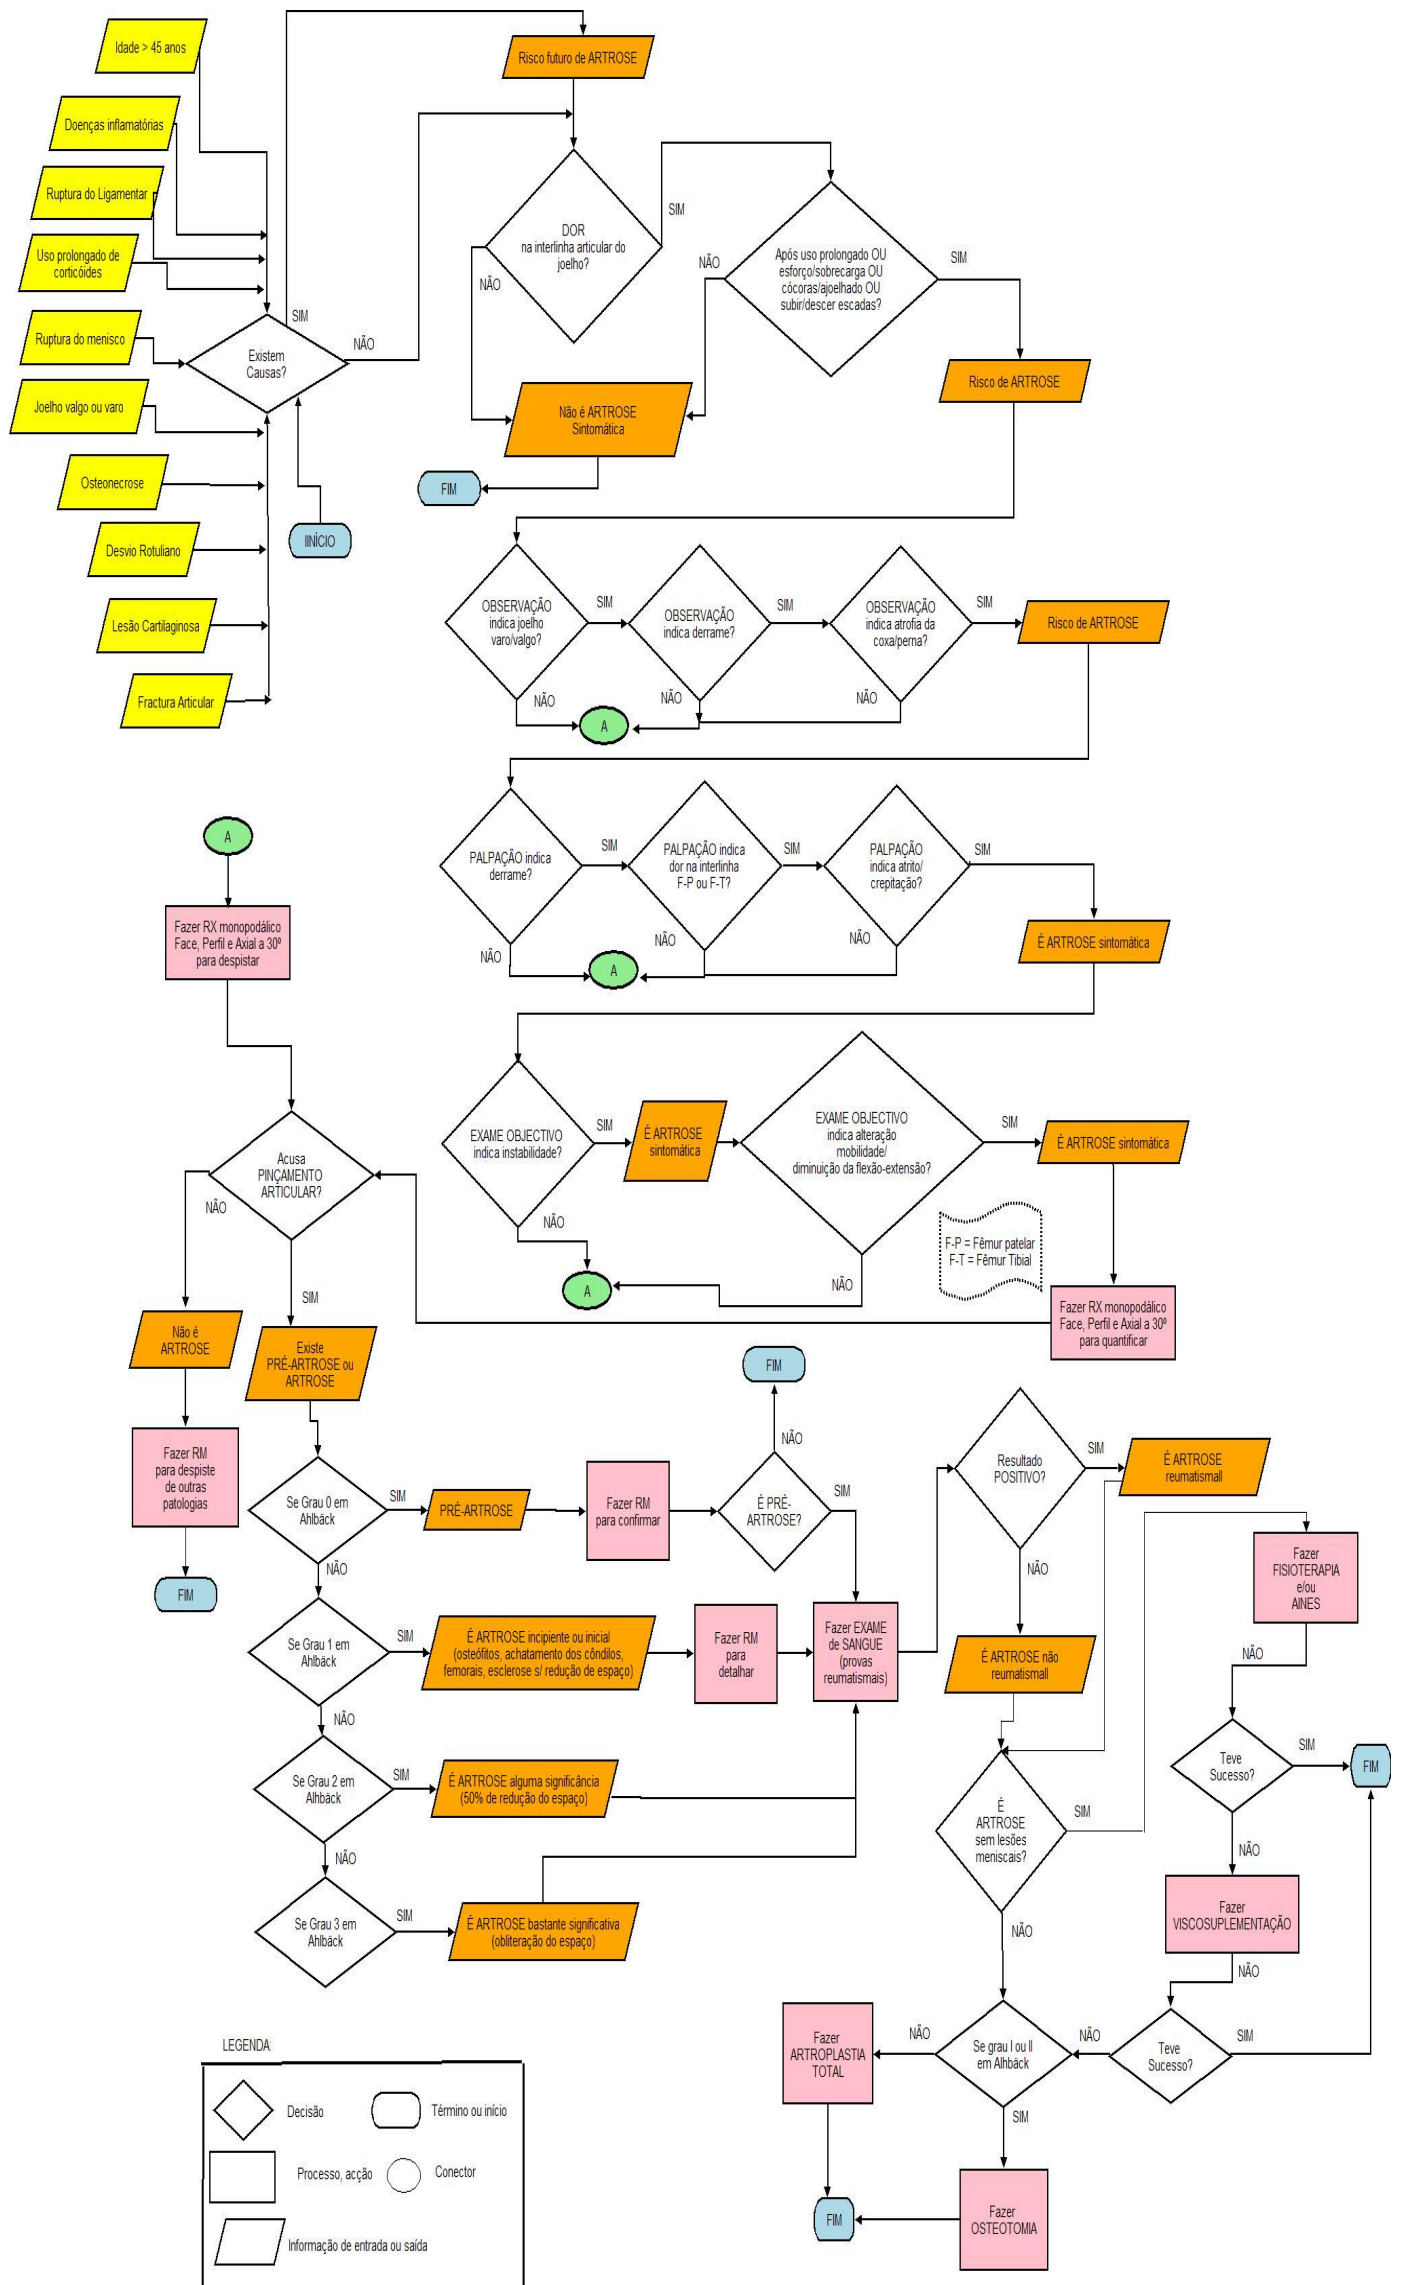 Idade > 45 anos
Doenças inflamatórias
Ruptura do Ligamentar
Uso prolongado de
corticóides
Ruptura do menisco
Joelho valgo ou varo
Osteonecrose
Desvio Rotuliano
Lesão Cartilaginosa
Fractura Articular
Existem
Causas?
SIM
NÃO
IINÍCIO
Risco futuro de ARTROSE
DOR
na interlinha articular do
joelho?
SIM
NÃO
Após uso prolongado OU
esforço/sobrecarga OU
cócoras/ajoelhado OU
subir/descer escadas?
NÃO
SIM
Não é ARTROSE
Sintomática
FIM
Risco de ARTROSE
OBSERVAÇÃO
indica joelho
varo/valgo?
SIM
NÃO
OBSERVAÇÃO
indica derrame?
SIM
NÃO
OBSERVAÇÃO
indica atrofia da
coxa/perna?
SIM
NÃO
Risco de ARTROSE
A
PALPAÇÃO indica
derrame?
SIM
NÃO
PALPAÇÃO indica
dor na interlinha
F-P ou F-T?
SIM
NÃO
PALPAÇÃO
indica atrito/
crepitação?
SIM
NÃO
É ARTROSE sintomática
A
A
Fazer RX monopodálico
Face, Perfil e Axial a 30º
para despistar
EXAME OBJECTIVO
indica instabilidade?
SIM
NÃO
É ARTROSE
sintomática
EXAME OBJECTIVO
indica alteração
mobilidade/
diminuição da flexão-extensão?
SIM
NÃO
É ARTROSE sintomática
A
F-P = Fêmur patelar
F-T = Fêmur Tibial
Fazer RX monopodálico
Face, Perfil e Axial a 30º
para quantificar
Acusa
PINÇAMENTO
ARTICULAR?
NÃO
SIM
Não é
ARTROSE
Existe
PRÉ-ARTROSE ou
ARTROSE
Fazer RM
para despiste
de outras
patologias
FIM
Se Grau 0 em
Ahlbäck
SIM
NÃO
PRÉ-ARTROSE
Fazer RM
para confirmar
É PRÉ-
ARTROSE?
NÃO
SIM
FIM
Se Grau 1 em
Ahlbäck
SIM
NÃO
É ARTROSE incipiente ou inicial
(osteófitos, achatamento dos côndilos,
femorais, esclerose s/ redução de espaço)
Fazer RM
para
detalhar
Fazer EXAME
de SANGUE
(provas
reumatismais)
Se Grau 2 em
Alhbäck
SIM
NÃO
É ARTROSE alguma significância
(50% de redução do espaço)
Se Grau 3 em
Ahlbäck
SIM
É ARTROSE bastante significativa
(obliteração do espaço)
Resultado
POSITIVO?
SIM
NÃO
É ARTROSE
reumatismall
É ARTROSE não
reumatismall
É
ARTROSE
sem lesões
meniscais?
SIM
NÃO
Fazer
FISIOTERAPIA
e/ou
AINES
NÃO
Teve
Sucesso?
SIM
NÃO
FIM
Fazer
VISCOSUPLEMENTAÇÃO
NÃO
Teve
Sucesso?
SIM
NÃO
Se grau I ou II
em Alhbäck
NÃO
SIM
Fazer
ARTROPLASTIA
TOTAL
Fazer
OSTEOTOMIA
FIM
LEGENDA:
Decisão
Término ou início
Processo, acção
Conector
Informação de entrada ou saída